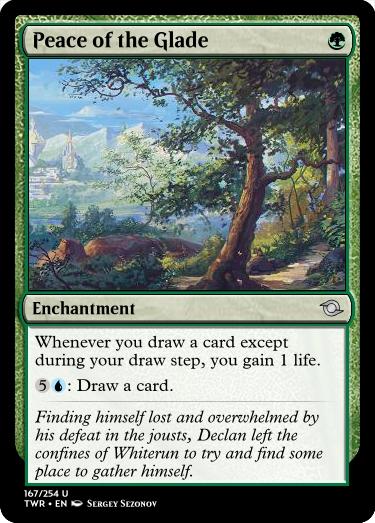 Peace of the Glade
Enchantment
Whenever you draw a card except
during your draw step, you gain 1 life.
5: Draw a card.
Finding himself lost and overwhelmed by
his defeat in the jousts, Declan left the
confines of Whiterun to try and find some
place to gather himself.
167/254 U
TWR • EN Sergey Sezonov